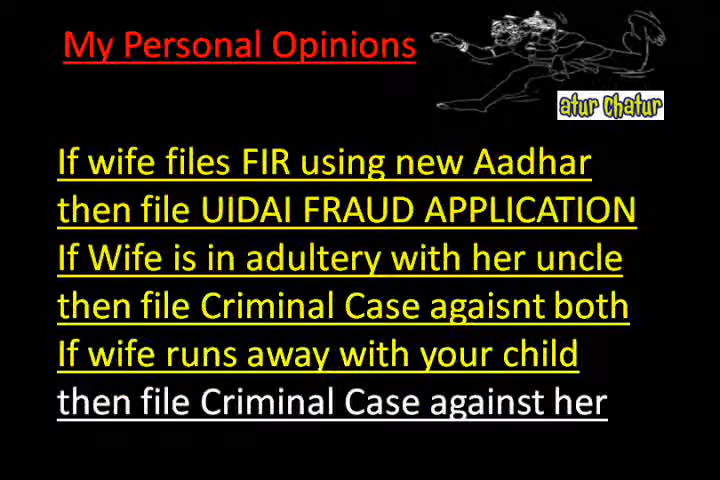 My Personal Opinions
atur chatur
If wife files FIR using new Aadhar
then file UIDAI FRAUD APPLICATION
If Wife is in adultery with her uncle
then file Criminal Case agaisnt both
If wife runs away with your child
then file Criminal Case against her